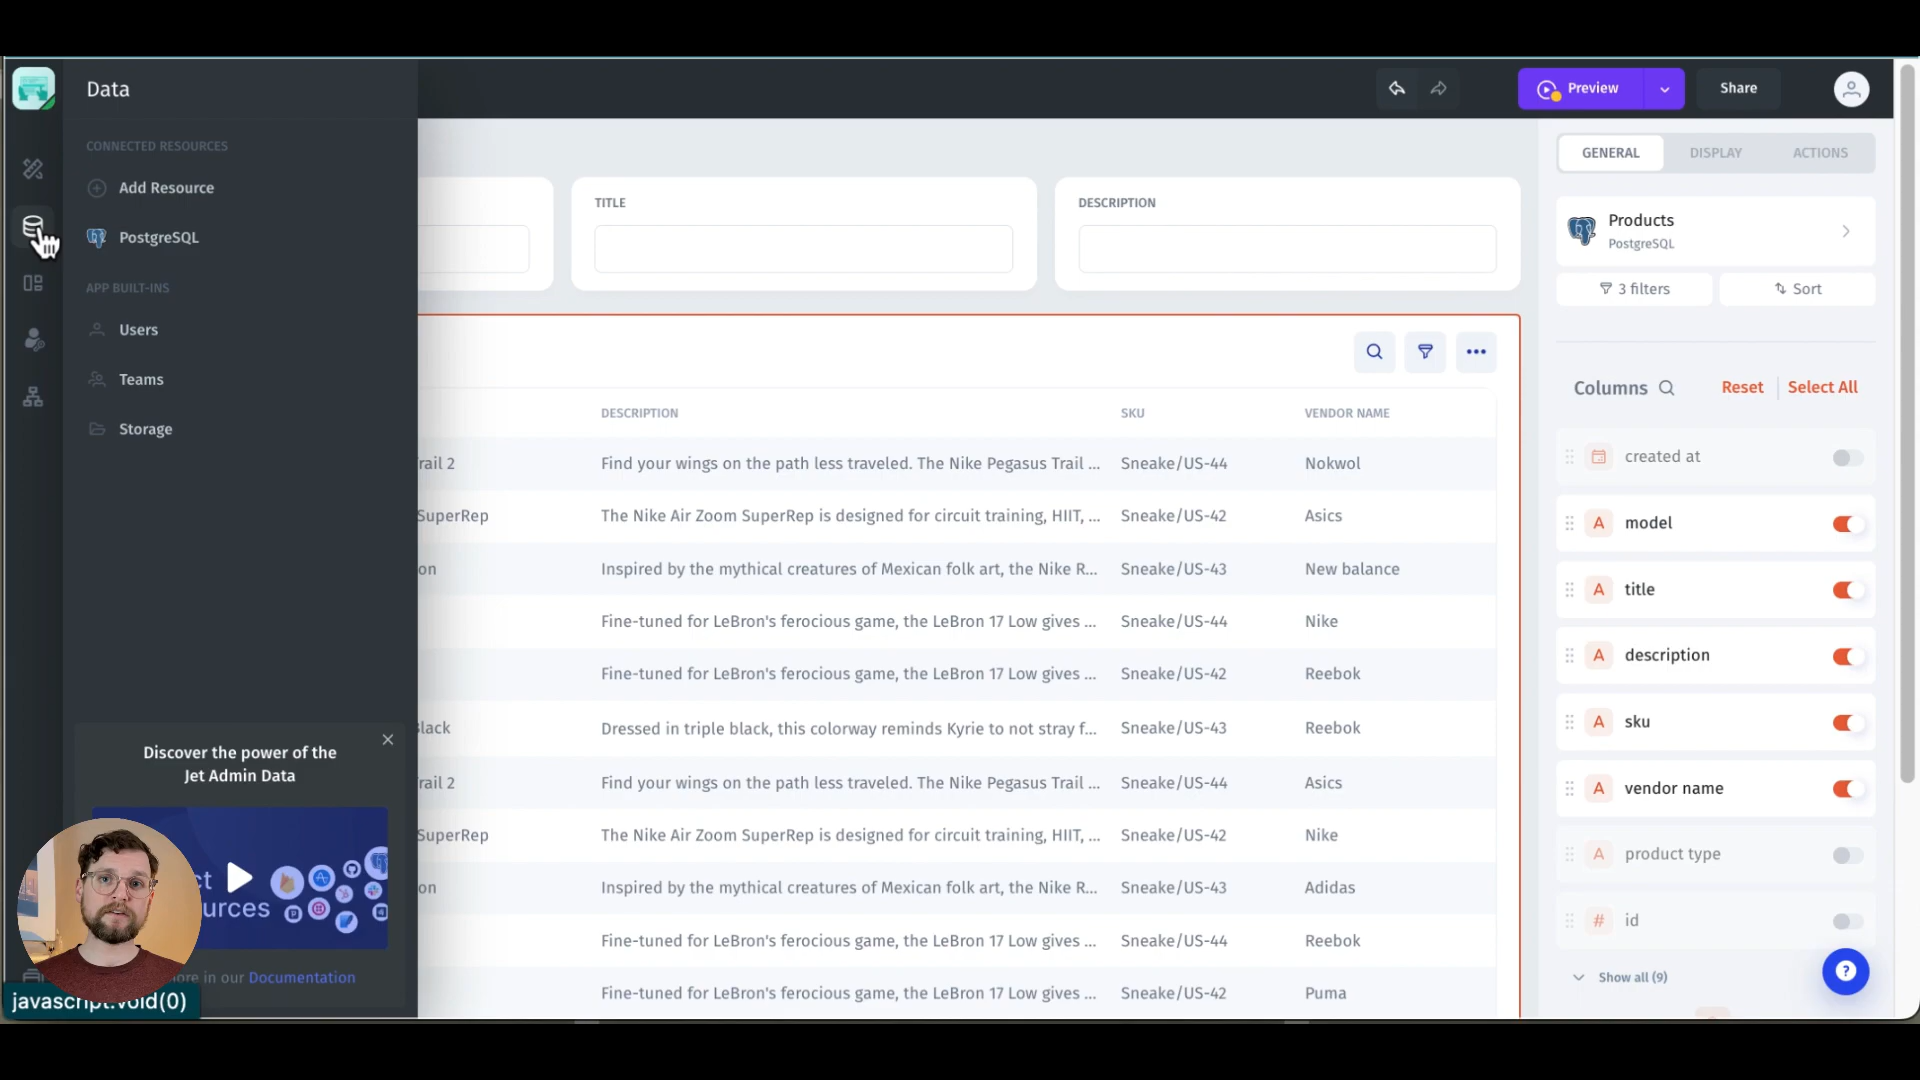 Data
Preview
Share
CONNECTED RESOURCES
Add Resource
PostgreSQL
APP BUILT-INS
Users
Teams
Storage
Discover the power of the
Jet Admin Data
ore in our Documentation
javascript:void(0)
TITLE
DESCRIPTION
DESCRIPTION
SKU
VENDOR NAME
rail 2
Find your wings on the path less traveled. The Nike Pegasus Trail ...
Sneake/US-44
Nokwol
SuperRep
The Nike Air Zoom SuperRep is designed for circuit training, HIIT, ...
Sneake/US-42
Asics
on
Inspired by the mythical creatures of Mexican folk art, the Nike R...
Sneake/US-43
New balance
Fine-tuned for LeBron's ferocious game, the LeBron 17 Low gives ...
Sneake/US-44
Nike
Fine-tuned for LeBron's ferocious game, the LeBron 17 Low gives ...
Sneake/US-42
Reebok
lack
Dressed in triple black, this colorway reminds Kyrie to not stray f...
Sneake/US-43
Reebok
rail 2
Find your wings on the path less traveled. The Nike Pegasus Trail ...
Sneake/US-44
Asics
SuperRep
The Nike Air Zoom SuperRep is designed for circuit training, HIIT, ...
Sneake/US-42
Nike
on
Inspired by the mythical creatures of Mexican folk art, the Nike R...
Sneake/US-43
Adidas
Fine-tuned for LeBron's ferocious game, the LeBron 17 Low gives ...
Sneake/US-44
Reebok
Fine-tuned for LeBron's ferocious game, the LeBron 17 Low gives ...
Sneake/US-42
Puma
GENERAL
DISPLAY
ACTIONS
Products
PostgreSQL
3 filters
Sort
Columns
Reset
Select All
created at
A model
A title
A description
A sku
A vendor name
A product type
# id
Show all (9)